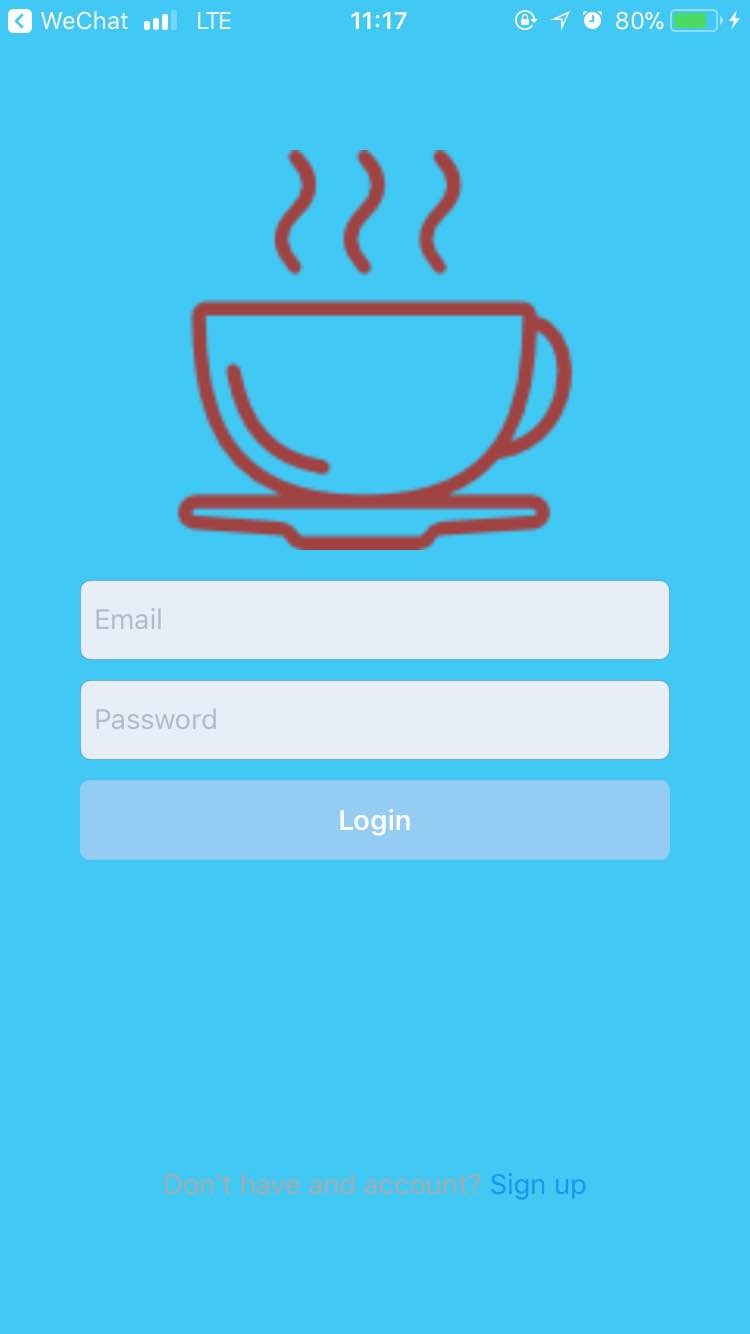 WeChat LTE 11:17 80%
Email
Password
Login
Don't have and account? Sign up